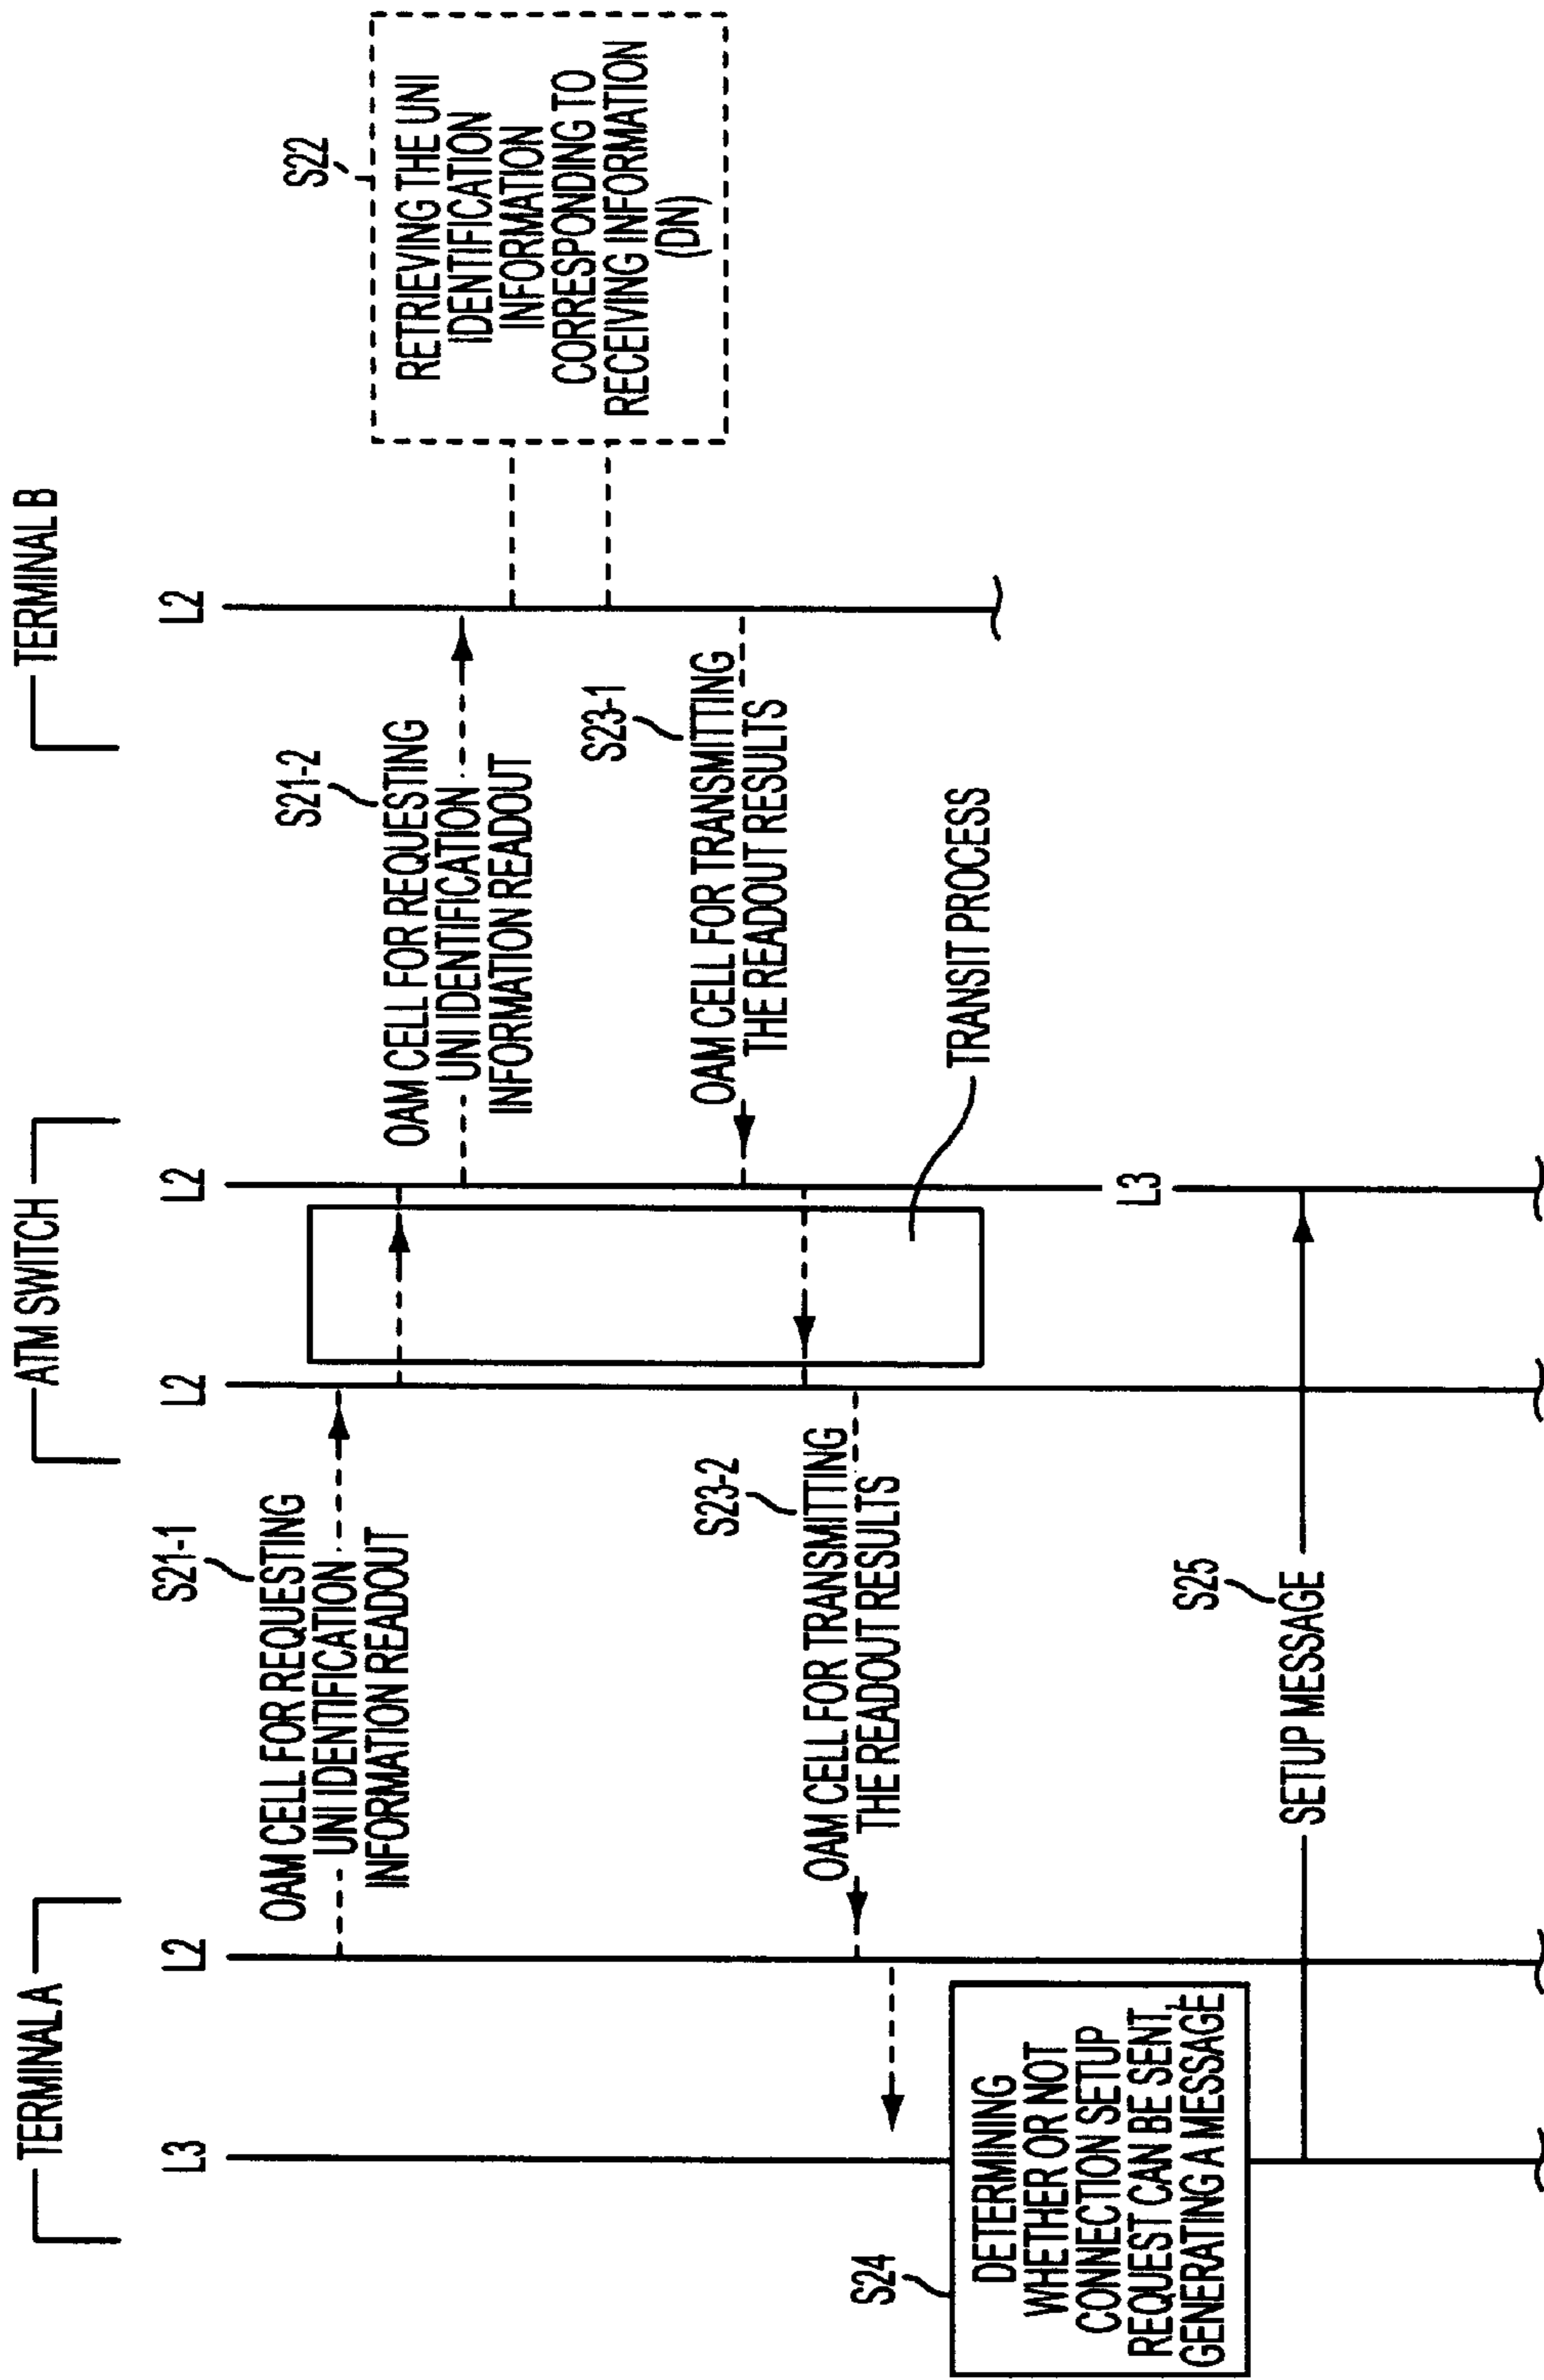 TERMINAL A
ATM SWITCH
TERMINAL B
L3
L2
L2
L2
L2
S21-1
OAM CELL FOR REQUESTING
UNI IDENTIFICATION
INFORMATION READOUT
S21-2
OAM CELL FOR REQUESTING
UNI IDENTIFICATION
INFORMATION READOUT
S22
RETRIEVING THE UNI
IDENTIFICATION
INFORMATION
CORRESPONDING TO
RECEIVING INFORMATION
(DN)
S23-1
OAM CELL FOR TRANSMITTING
THE READOUT RESULTS
S23-2
OAM CELL FOR TRANSMITTING
THE READOUT RESULTS
TRANSIT PROCESS
S24
DETERMINING
WHETHER OR NOT
CONNECTION SETUP
REQUEST CAN BE SENT,
GENERATING A MESSAGE
L3
S25
SETUP MESSAGE